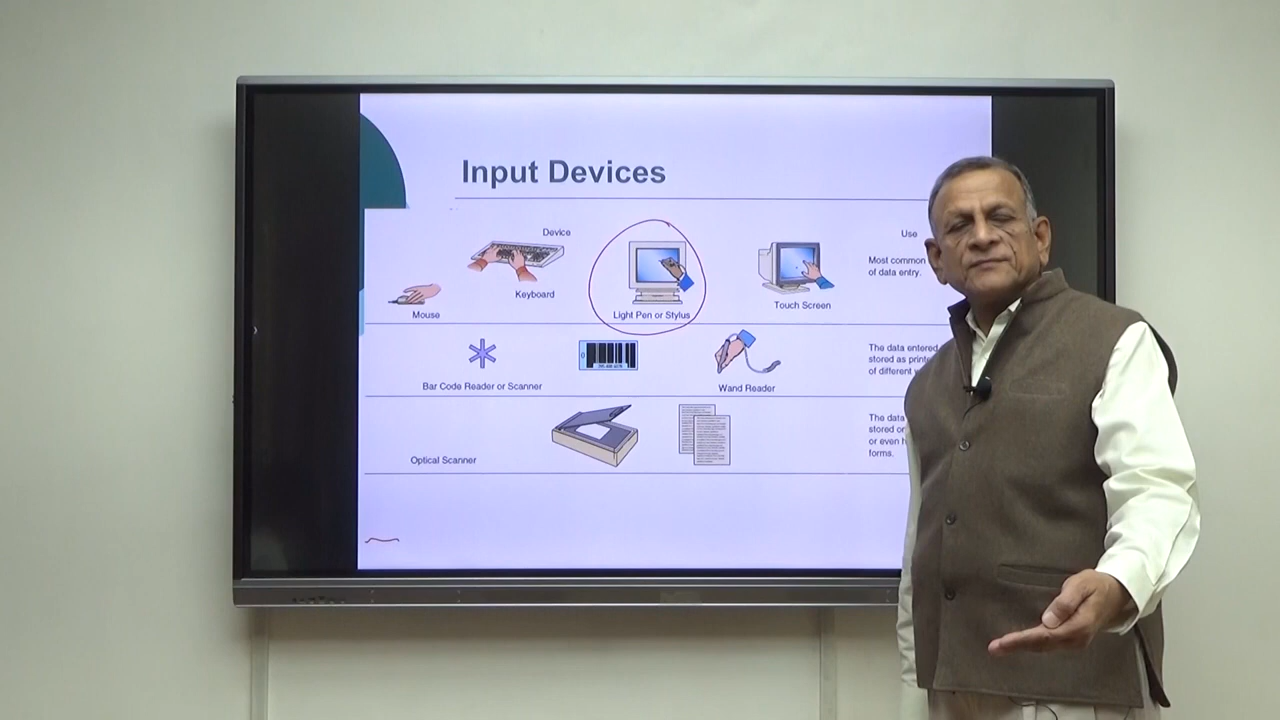 Input Devices
Device
Use
Keyboard
Mouse
Light Pen or Stylus
Touch Screen
Most common
of data entry.
Bar Code Reader or Scanner
Wand Reader
The data entered
stored as
of different
Optical Scanner
The data
stored or
or even
forms.